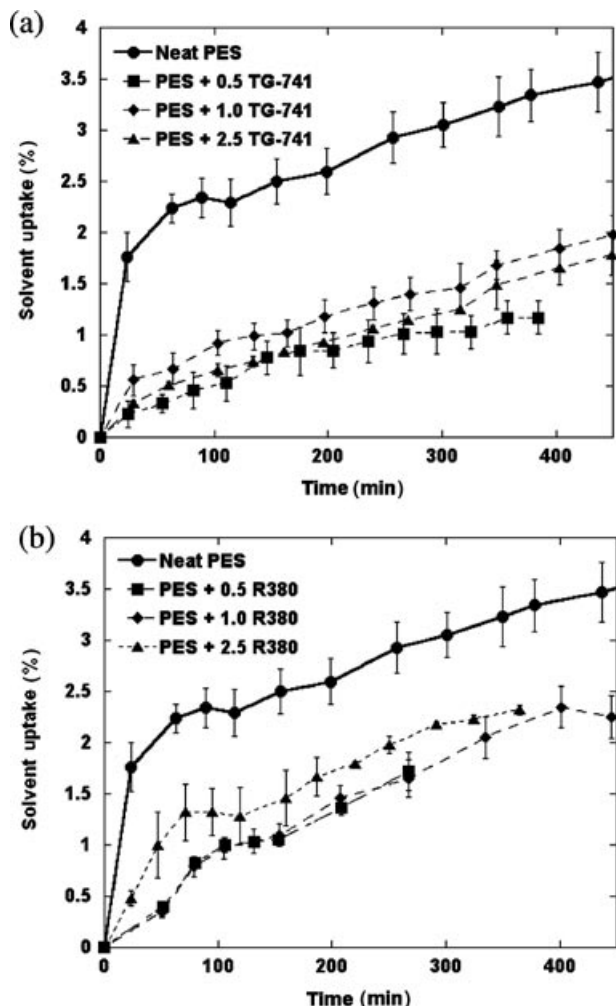 (a)
4
3.5
3
2.5
2
1.5
1
0.5
0
Solvent uptake (%)
Neat PES
PES + 0.5 TG-741
PES + 1.0 TG-741
PES + 2.5 TG-741
0 100 200 300 400
Time (min)
(b)
4
3.5
3
2.5
2
1.5
1
0.5
0
Solvent uptake (%)
Neat PES
PES + 0.5 R380
PES + 1.0 R380
PES + 2.5 R380
0 100 200 300 400
Time (min)